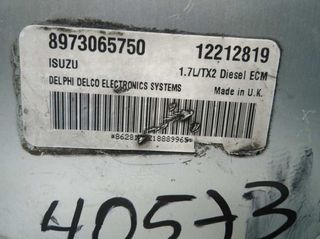 8973065750 12212819
ISUZU 1.7L/TX2 Diesel ECM
DELPHI DELCO ELECTRONICS SYSTEMS Made in U.K.
40573